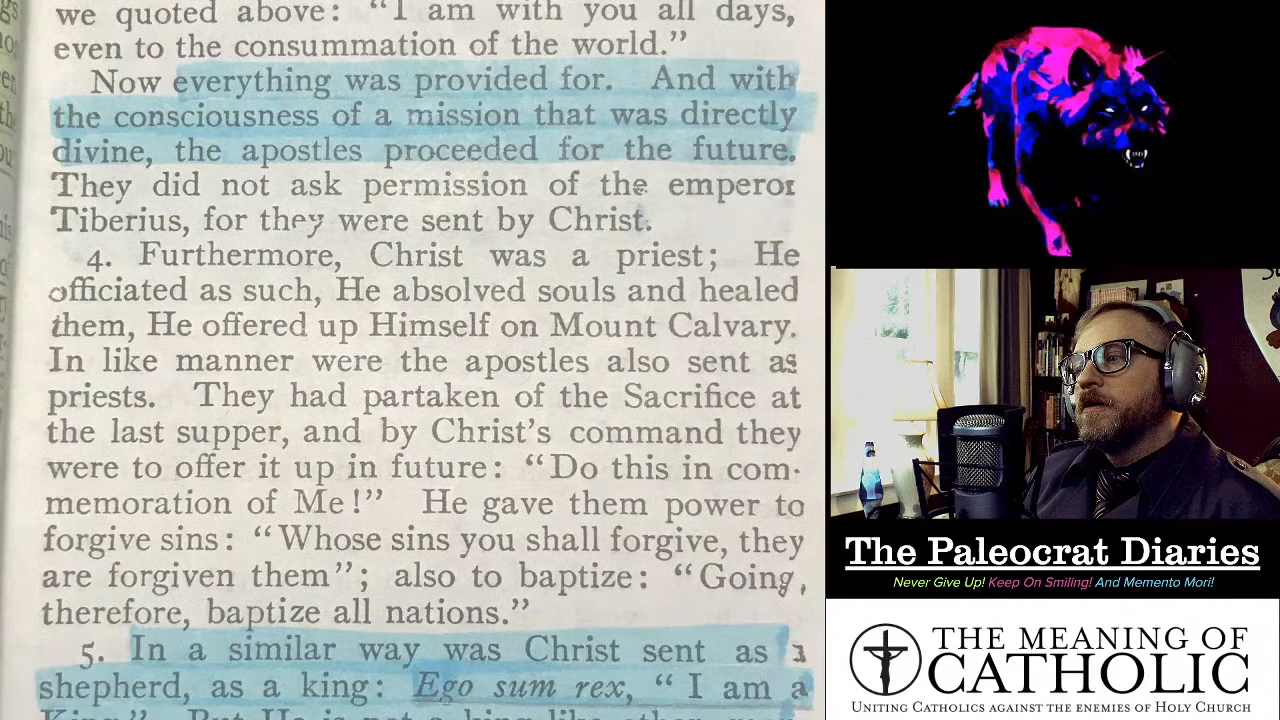 we quoted above: “I am with you all days,
even to the consummation of the world.”
Now everything was provided for. And with
the consciousness of a mission that was directly
divine, the apostles proceeded for the future.
They did not ask permission of the emperor
Tiberius, for they were sent by Christ.
4. Furthermore, Christ was a priest; He
officiated as such, He absolved souls and healed
them, He offered up Himself on Mount Calvary.
In like manner were the apostles also sent as
priests. They had partaken of the Sacrifice at
the last supper, and by Christ’s command they
were to offer it up in future: “Do this in com-
memoration of Me!” He gave them power to
forgive sins: “Whose sins you shall forgive, they
are forgiven them”; also to baptize: “Going,
therefore, baptize all nations.”
5. In a similar way was Christ sent as a
shepherd, as a king: Ego sum rex, “I am a
The Paleocrat Diaries
Never Give Up! Keep On Smiling! And Memento Mori!
THE MEANING OF
CATHOLIC
UNITING CATHOLICS AGAINST THE ENEMIES OF HOLY CHURCH